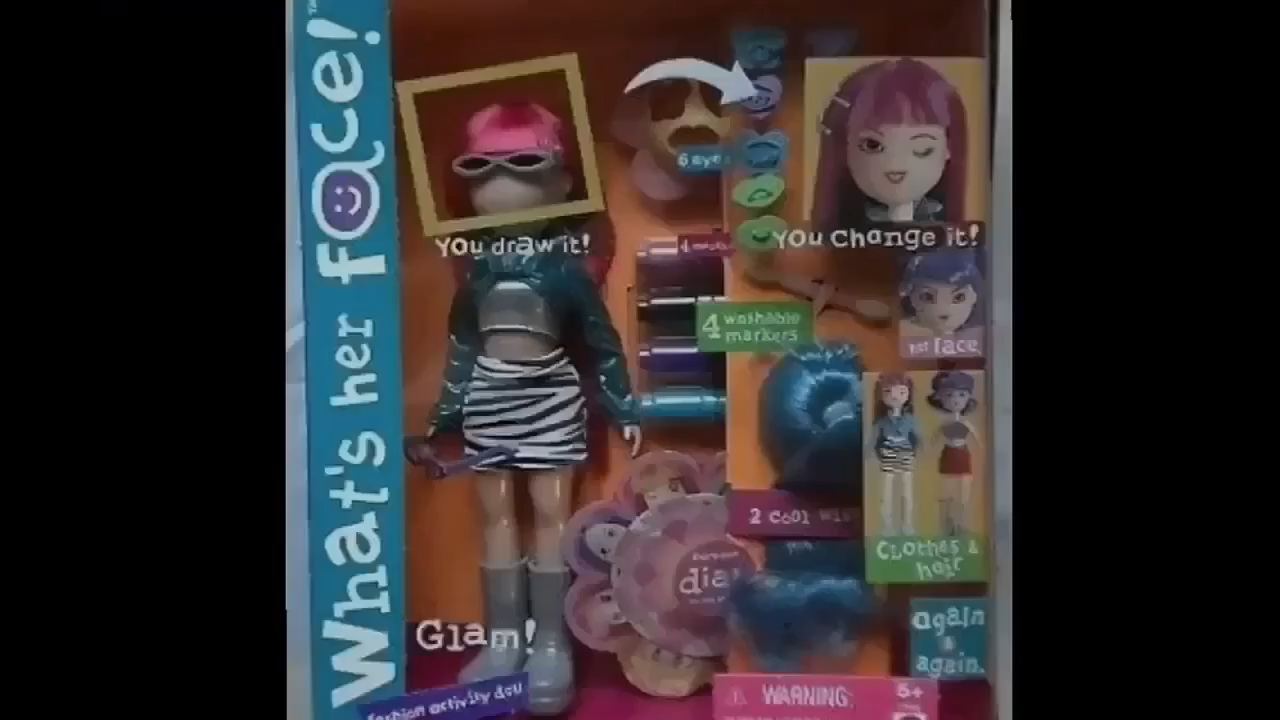 What's her face!
You draw it!
You change it!
4 washable
markers
face
2 cool
Clothes &
hair
Glam!
fashion activity doll
again
&
again.
WARNING:
5+